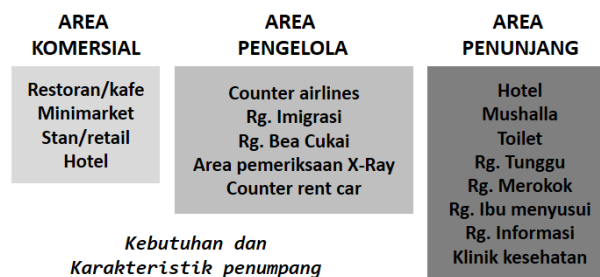 AREA
KOMERSIAL
Restoran/kafe
Minimarket
Stan/retail
Hotel
AREA
PENGELOLA
Counter airlines
Rg. Imigrasi
Rg. Bea Cukai
Area pemeriksaan X-Ray
Counter rent car
AREA
PENUNJANG
Hotel
Mushalla
Toilet
Rg. Tunggu
Rg. Merokok
Rg. Ibu menyusui
Rg. Informasi
Klinik kesehatan
Kebutuhan dan
Karakteristik penumpang